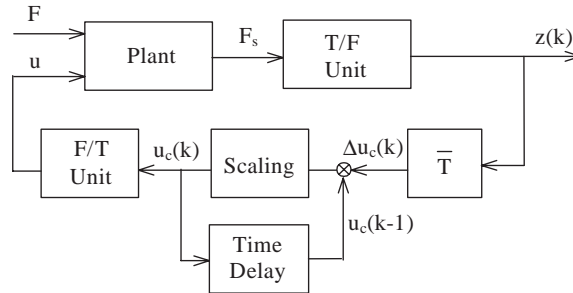 F
u
Plant
F_s
T/F
Unit
z(k)
F/T
Unit
u_c(k)
Scaling
Δu_c(k)
T̅
u_c(k-1)
Time
Delay